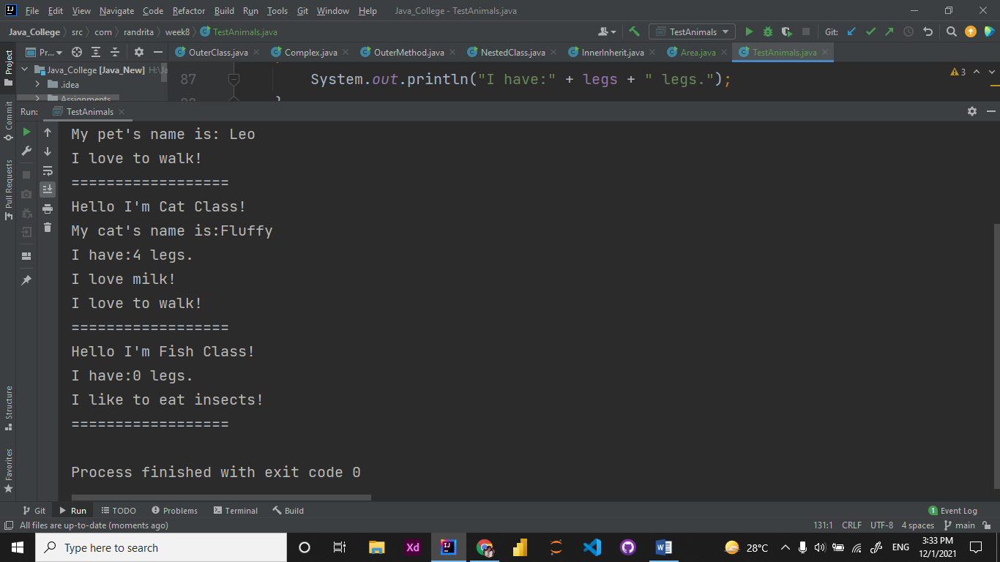 File Edit View Navigate Code Refactor Build Run Tools Git Window Help Java_College - TestAnimals.java
Java_College src com randrita week8 TestAnimals.java TestAnimals Git:
Project
Pr...
OuterClass.java Complex.java OuterMethod.java NestedClass.java InnerInherit.java Area.java TestAnimals.java
Java_College [Java_New] H:\Ja
.idea
Assignments
87 System.out.println("I have:" + legs + " legs.");
3
Run: TestAnimals
Commit
Pull Requests
Structure
Favorites
My pet's name is: Leo
I love to walk!
==================
Hello I'm Cat Class!
My cat's name is:Fluffy
I have:4 legs.
I love milk!
I love to walk!
==================
Hello I'm Fish Class!
I have:0 legs.
I like to eat insects!
==================
Process finished with exit code 0
Git Run TODO Problems Terminal Build 1 Event Log
All files are up-to-date (moments ago) 131:1 CRLF UTF-8 4 spaces main
Type here to search Xd 28°C ENG 3:33 PM
12/1/2021